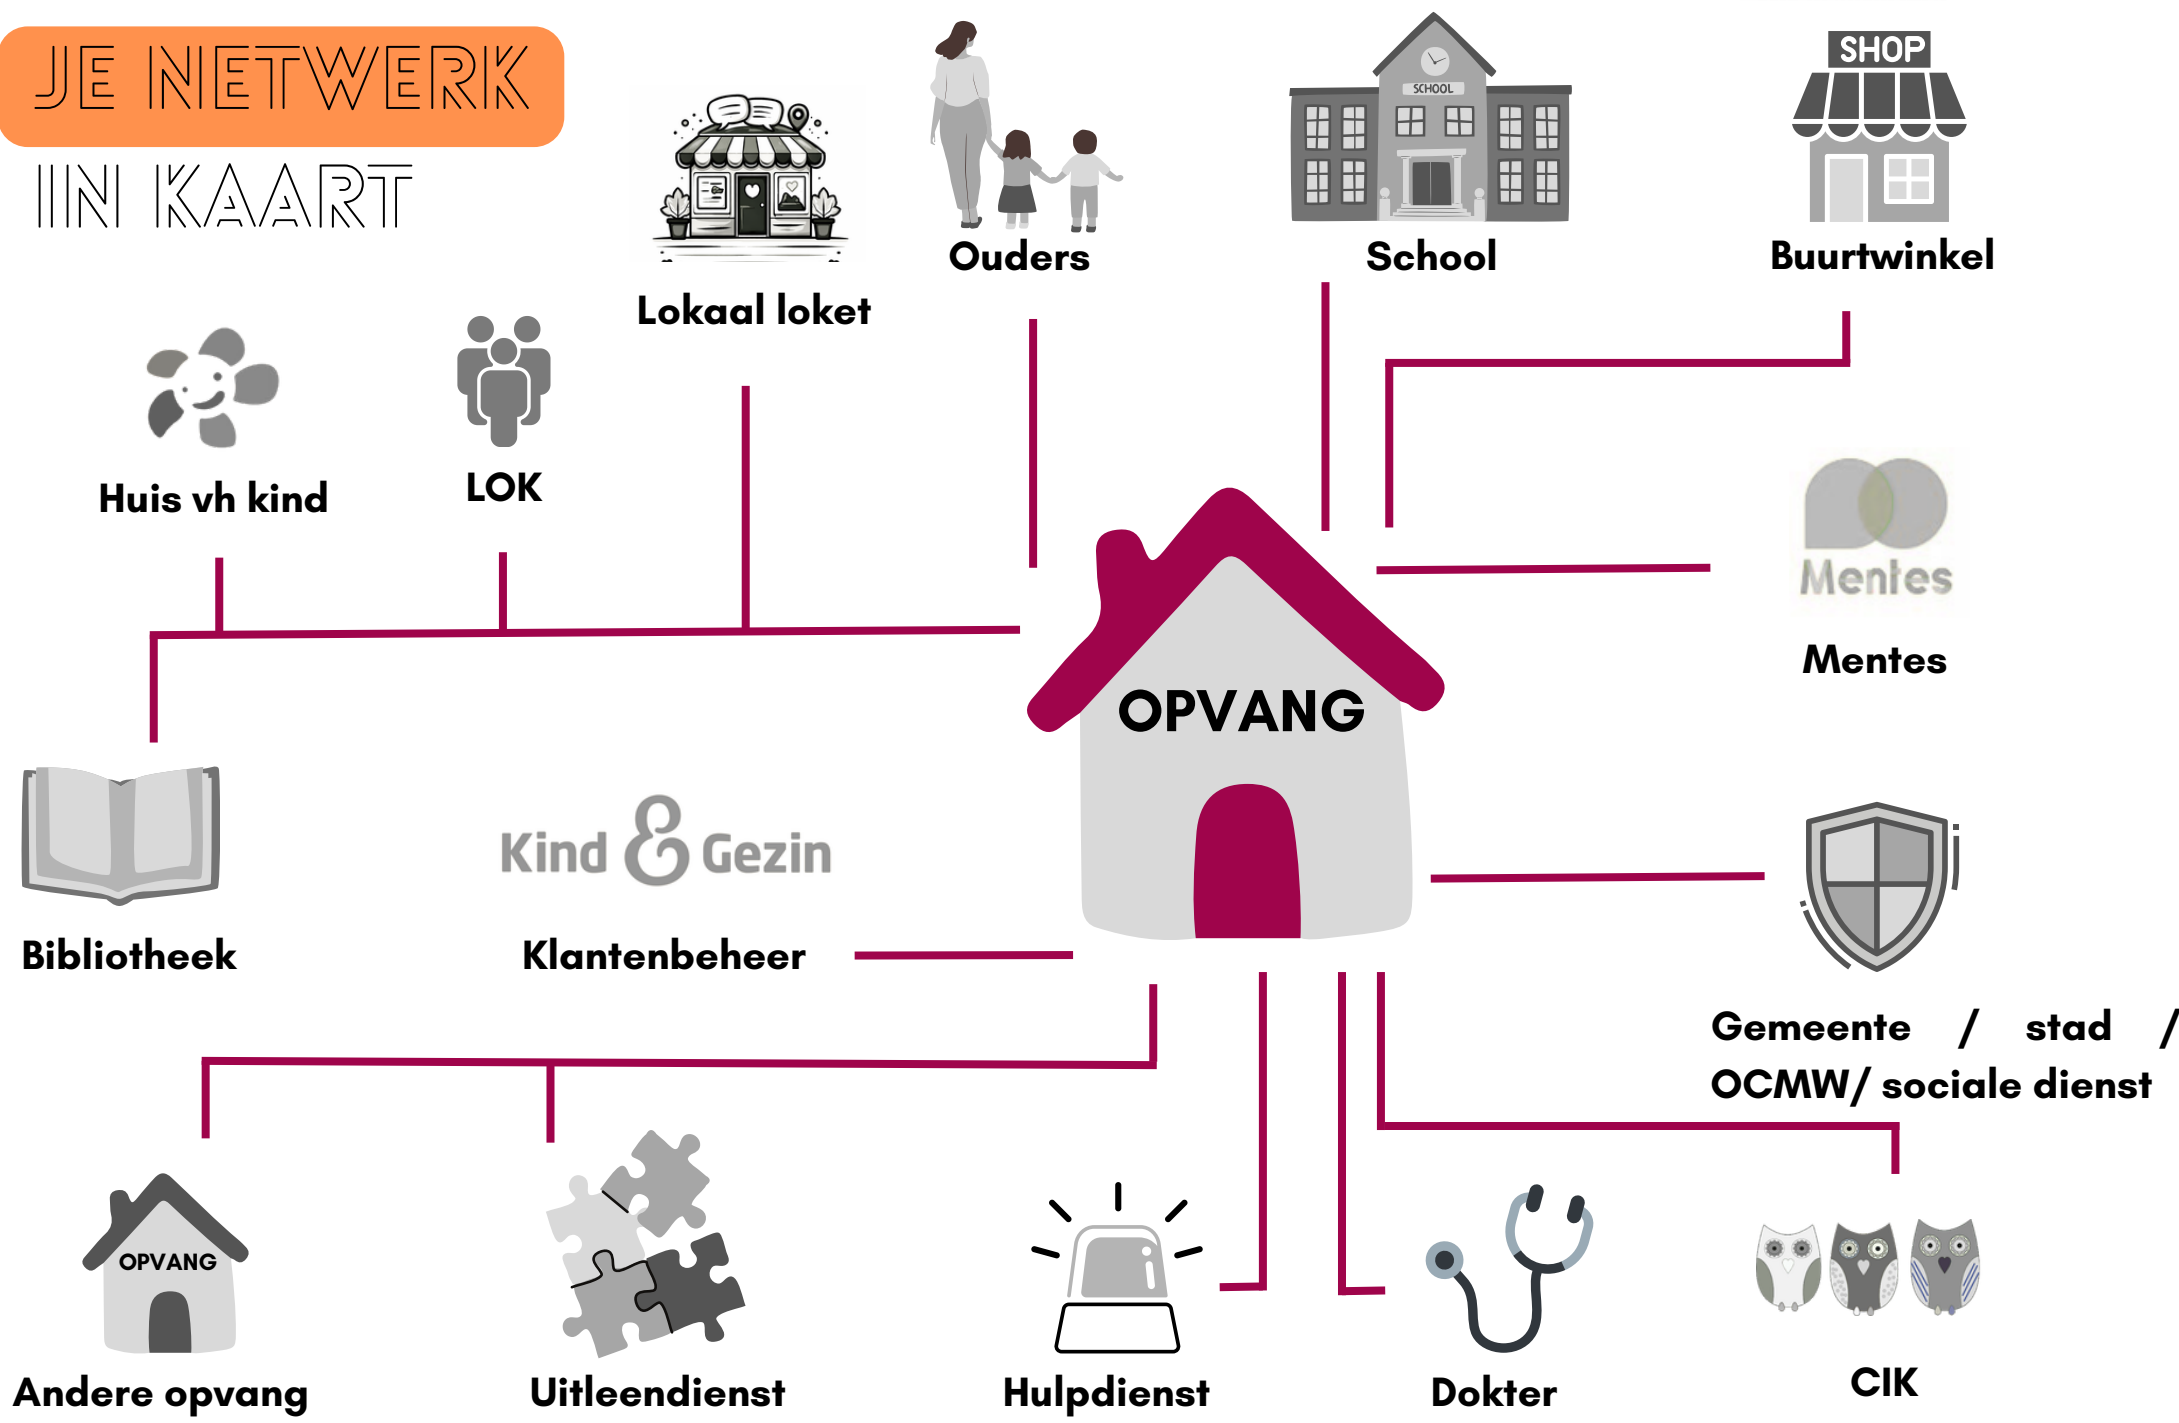 JE NETWERK
IN KAART
SHOP
SCHOOL
Ouders
School
Buurtwinkel
Lokaal loket
Huis vh kind
LOK
Mentes
Mentes
OPVANG
Kind & Gezin
Bibliotheek
Klantenbeheer
Gemeente / stad /
OCMW/ sociale dienst
OPVANG
Andere opvang
Uitleendienst
Hulpdienst
Dokter
CIK